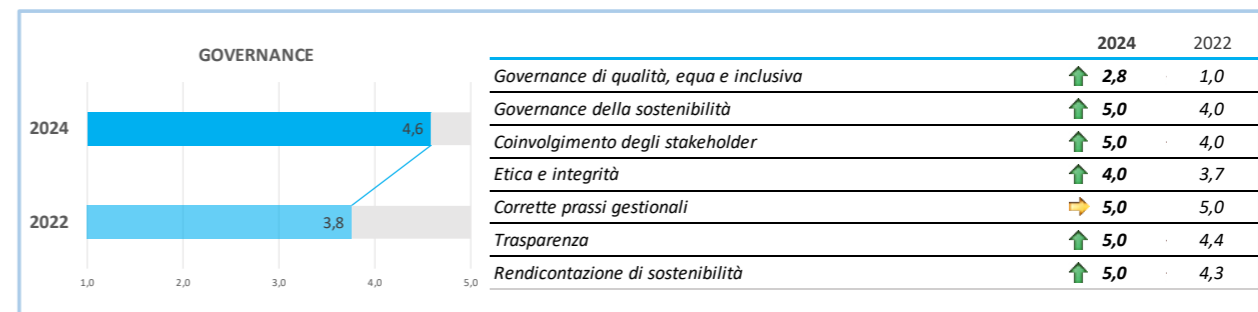 GOVERNANCE
2024
4,6
2022
3,8
1,0 2,0 3,0 4,0 5,0
2024 2022
Governance di qualità, equa e inclusiva 2,8 1,0
Governance della sostenibilità 5,0 4,0
Coinvolgimento degli stakeholder 5,0 4,0
Etica e integrità 4,0 3,7
Corrette prassi gestionali 5,0 5,0
Trasparenza 5,0 4,4
Rendicontazione di sostenibilità 5,0 4,3